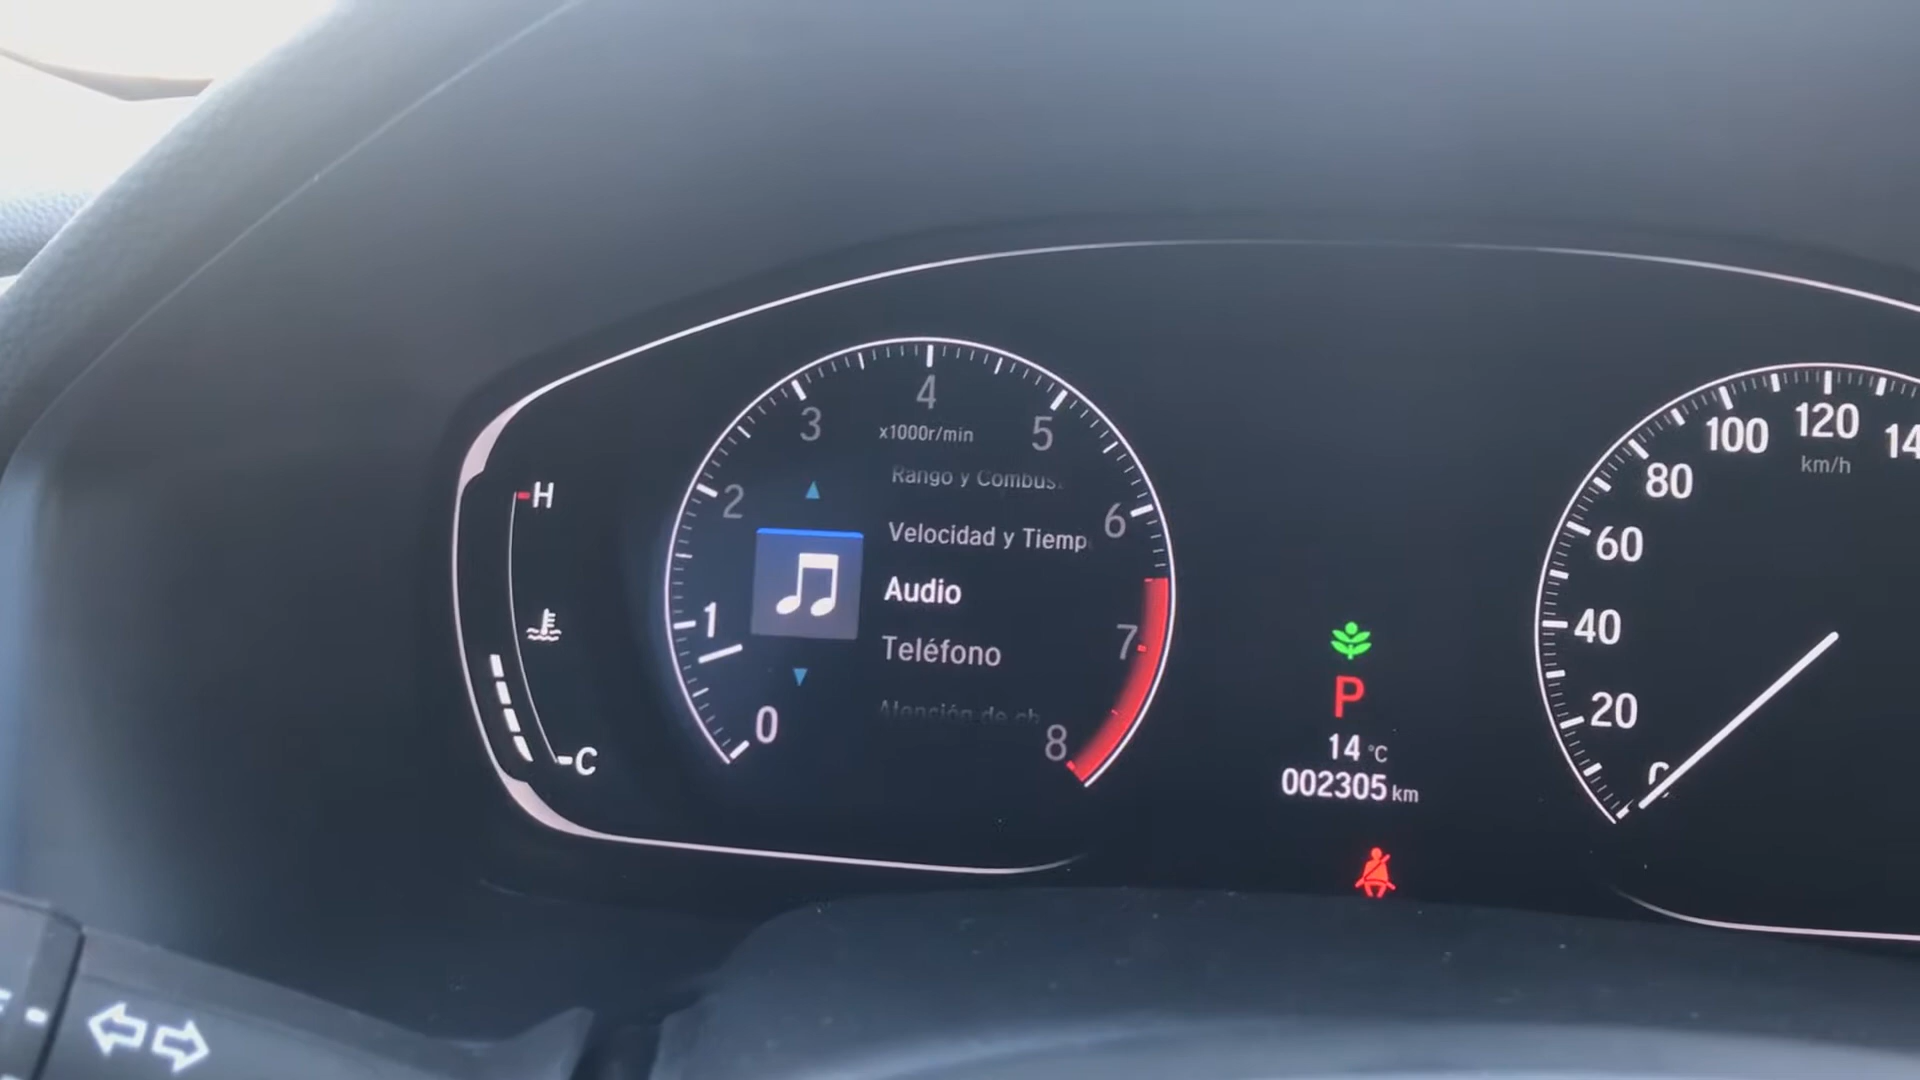 4
3
5
x1000r/min
2
Rango y Combus
6
Velocidad y Tiemp
Audio
1
Teléfono
7
0
8
H
C
P
14 °C
002305 km
120
100
km/h
80
60
40
20